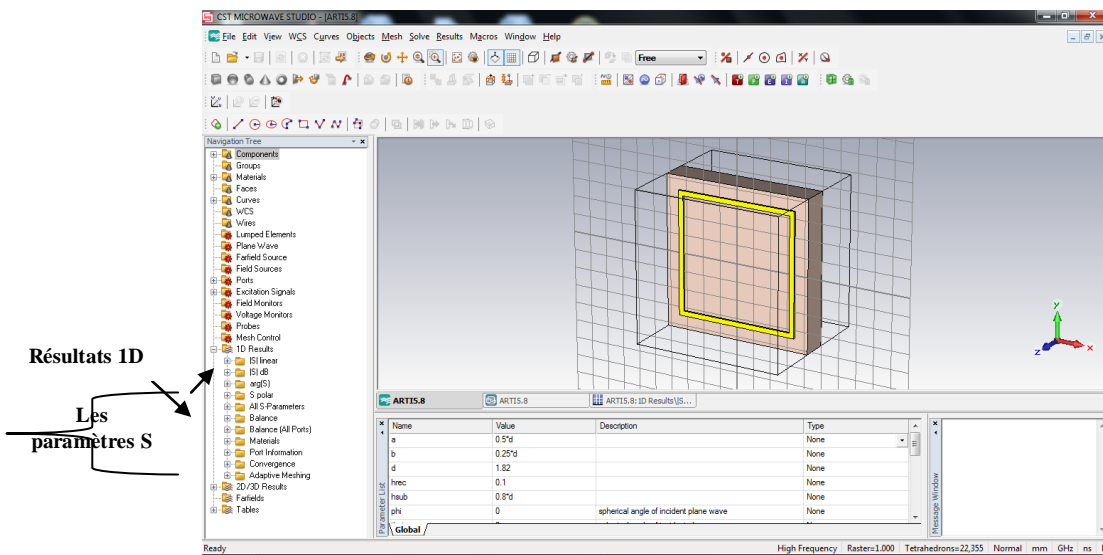 CST MICROWAVE STUDIO - [ARTI5.8]
File Edit View WCS Curves Objects Mesh Solve Results Macros Window Help
Free
Navigation Tree
Components
Groups
Materials
Faces
Curves
WCS
Wires
Lumped Elements
Plane Wave
Farfield Source
Field Sources
Ports
Excitation Signals
Field Monitors
Voltage Monitors
Probes
Mesh Control
1D Results
|S| linear
|S| dB
arg(S)
S polar
All S-Parameters
Balance
Balance (All Ports)
Materials
Port Information
Convergence
Adaptive Meshing
2D/3D Results
Farfields
Tables
Résultats 1D
Les
paramètres S
y
z x
ARTI5.8 ARTI5.8 ARTI5.8: 1D Results\|S...
Parameter List
Name Value Description Type
a 0.5*d None
b 0.25*d None
d 1.82 None
hrec 0.1 None
hsub 0.8*d None
phi 0 spherical angle of incident plane wave None
Global
Message Window
Ready High Frequency Raster=1.000 Tetrahedrons=22,355 Normal mm GHz ns